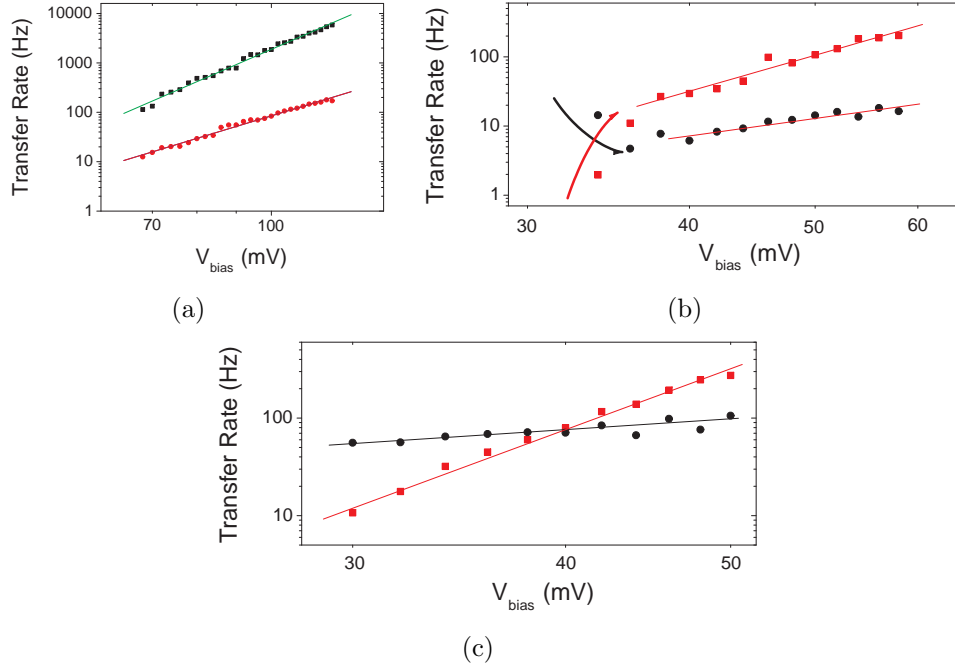 Transfer Rate (Hz)
10000
1000
100
10
1
70
100
V_bias (mV)
(a)
Transfer Rate (Hz)
100
10
1
30
40
50
60
V_bias (mV)
(b)
Transfer Rate (Hz)
100
10
30
40
50
V_bias (mV)
(c)